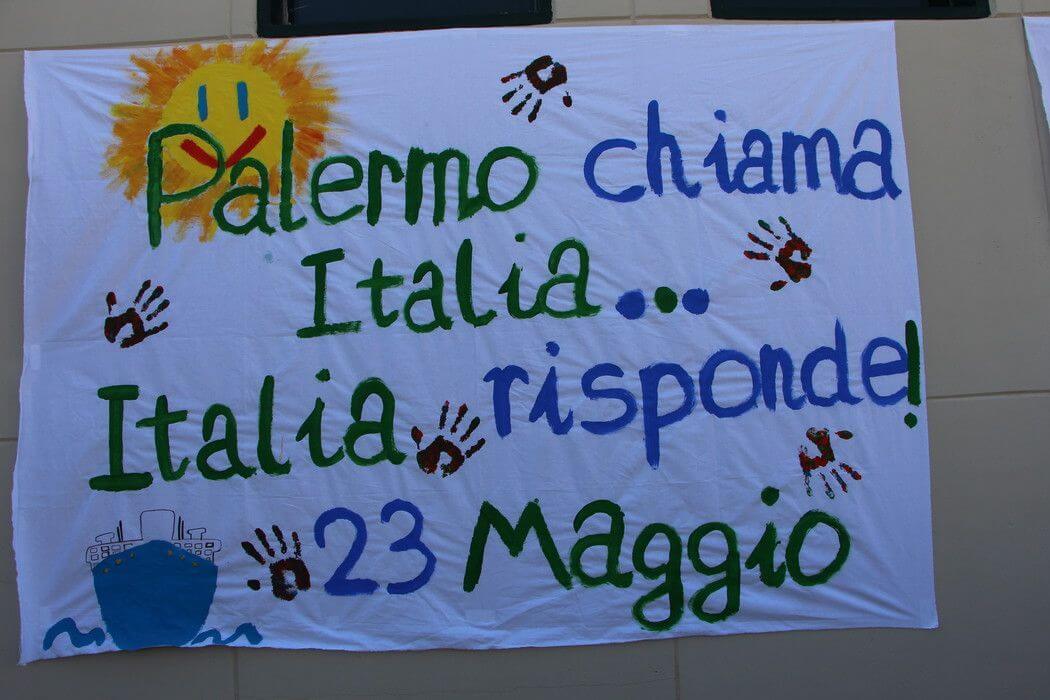 Palermo chiama
Italia...
Italia risponde!
23 Maggio